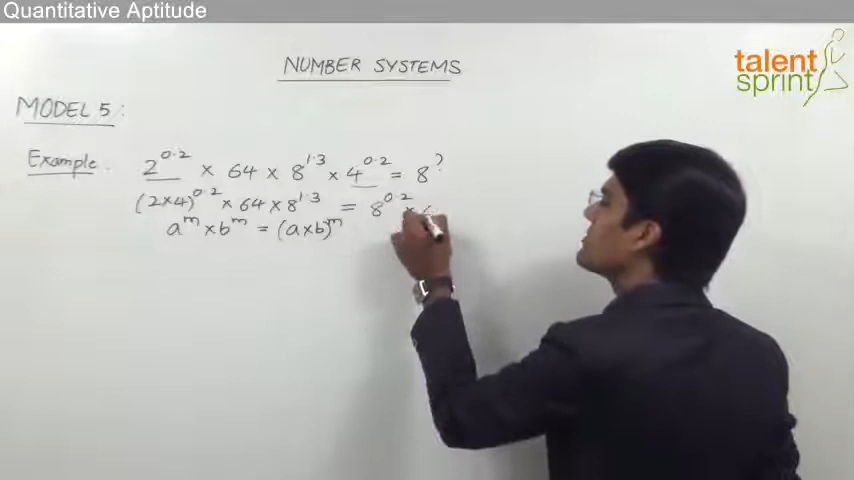 Quantitative Aptitude
NUMBER SYSTEMS
talent
sprint
MODEL 5:
Example. 2^0.2 × 64 × 8^1.3 × 4^0.2 = 8^?
(2×4)^0.2 × 64 × 8^1.3 = 8^0.2 ×
a^m × b^m = (a×b)^m